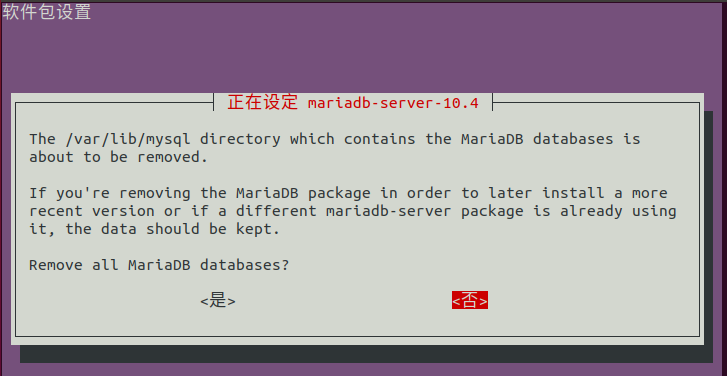 软件包设置
正在设定 mariadb-server-10.4
The /var/lib/mysql directory which contains the MariaDB databases is
about to be removed.
If you're removing the MariaDB package in order to later install a more
recent version or if a different mariadb-server package is already using
it, the data should be kept.
Remove all MariaDB databases?
<是> <否>